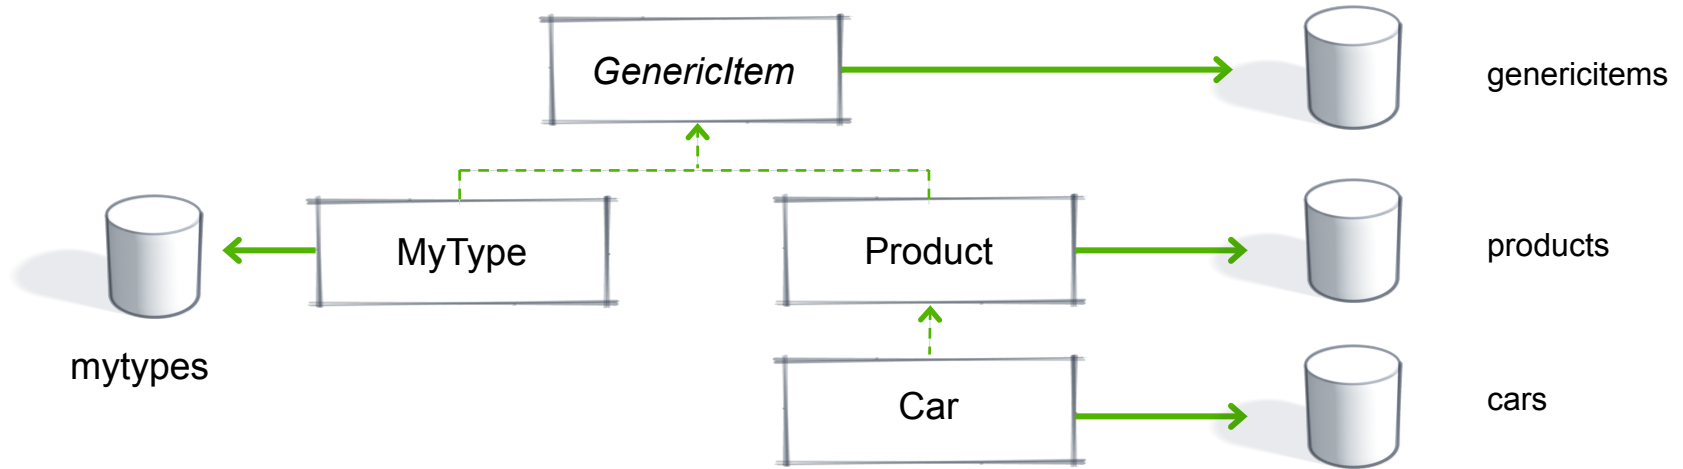 GenericItem
genericitems
MyType
Product
products
mytypes
Car
cars